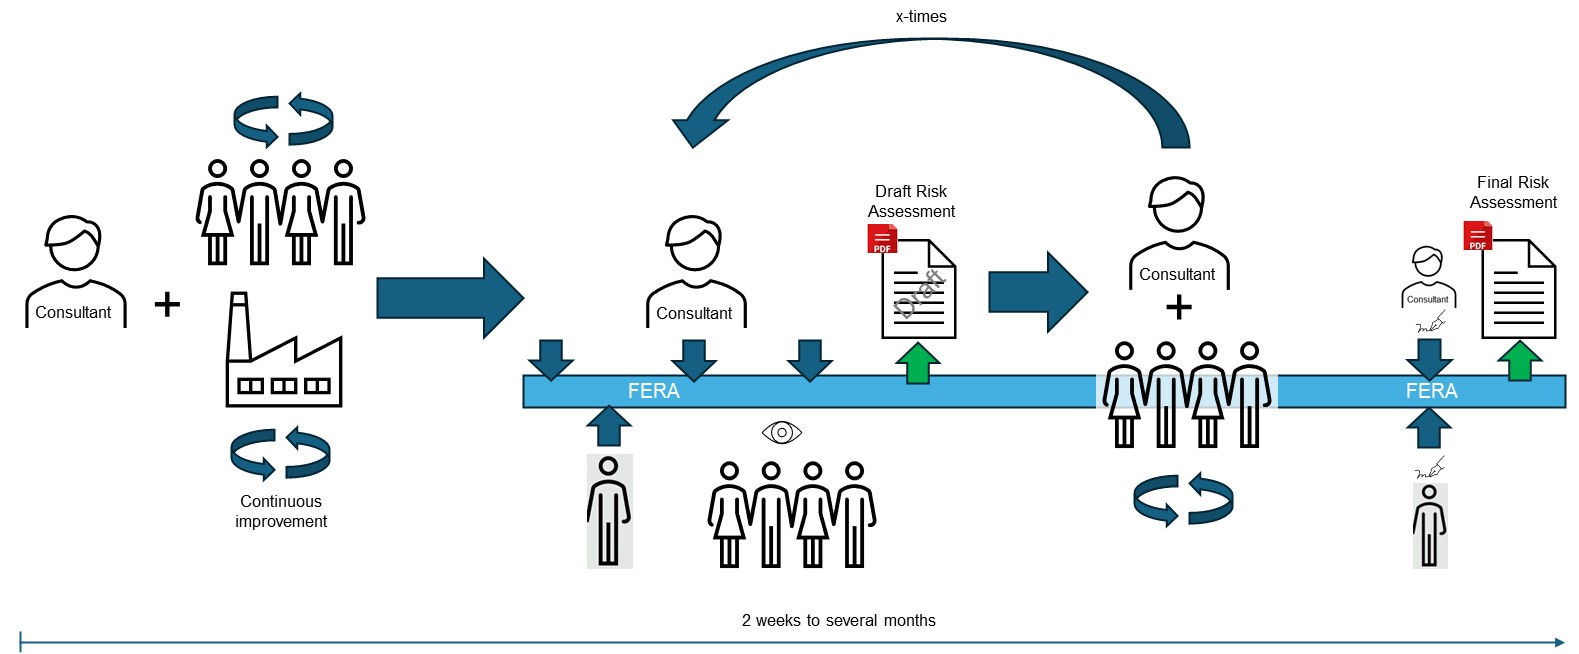 x-times
Consultant
+
Continuous
improvement
Consultant
Draft Risk
Assessment
PDF
Draft
FERA
Consultant
+
Final Risk
Assessment
PDF
Consultant
FERA
2 weeks to several months